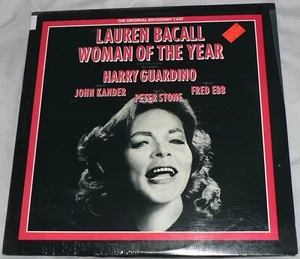 THE ORIGINAL BROADWAY CAST
LAUREN BACALL
WOMAN OF THE YEAR
HARRY GUARDINO
JOHN KANDER FRED EBB
PETER STONE